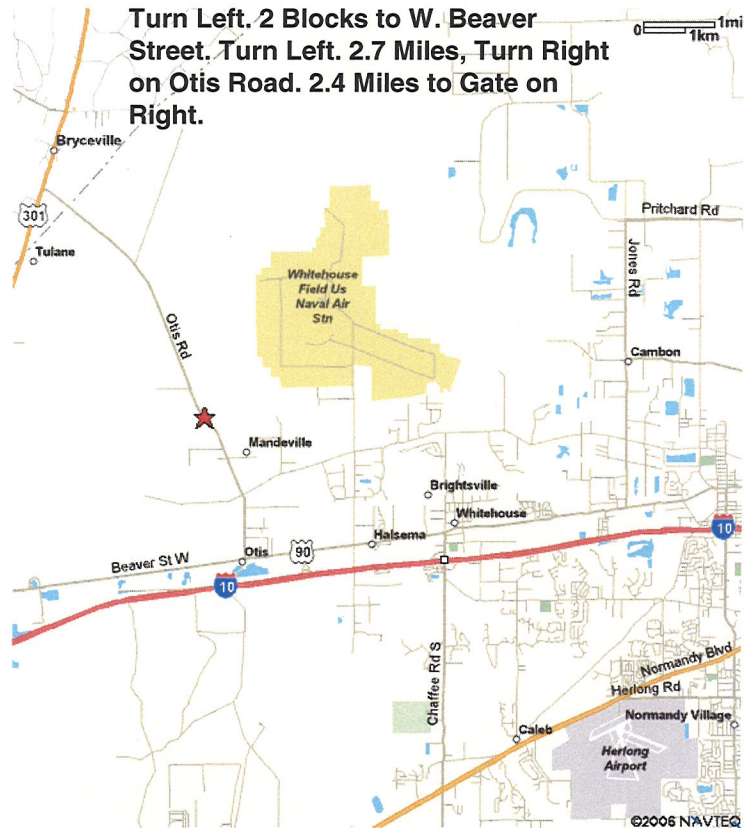 Turn Left. 2 Blocks to W. Beaver
Street. Turn Left. 2.7 Miles, Turn Right
on Otis Road. 2.4 Miles to Gate on
Right.
0 1mi
1km
Bryceville
301
Tulane
Pritchard Rd
Jones Rd
Whitehouse
Field Us
Naval Air
Stn
Otis Rd
Cambon
Mandeville
Brightsville
Whitehouse
10
Halsema
90
Otis
Beaver St W
10
Chaffee Rd S
Normandy Blvd
Herlong Rd
Normandy Village
Caleb
Herlong
Airport
©2006 NAVTEQ